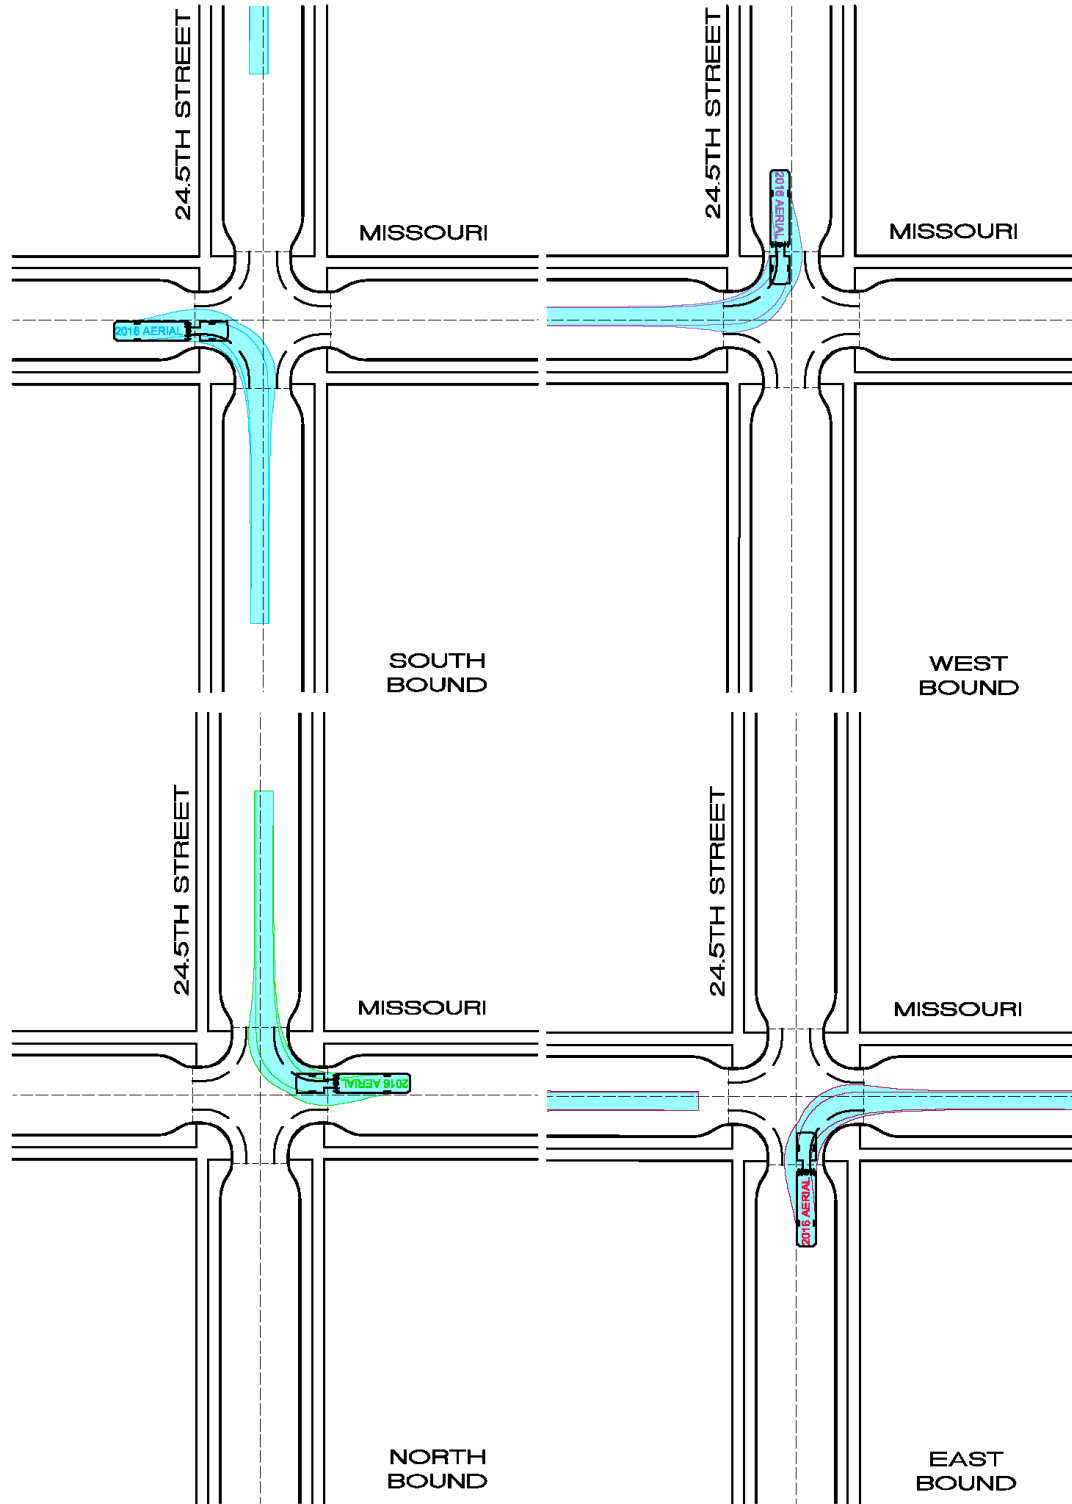 24.5TH STREET
MISSOURI
2016 AERIAL
SOUTH
BOUND
24.5TH STREET
MISSOURI
2016 AERIAL
WEST
BOUND
24.5TH STREET
MISSOURI
2016 AERIAL
NORTH
BOUND
24.5TH STREET
MISSOURI
2016 AERIAL
EAST
BOUND